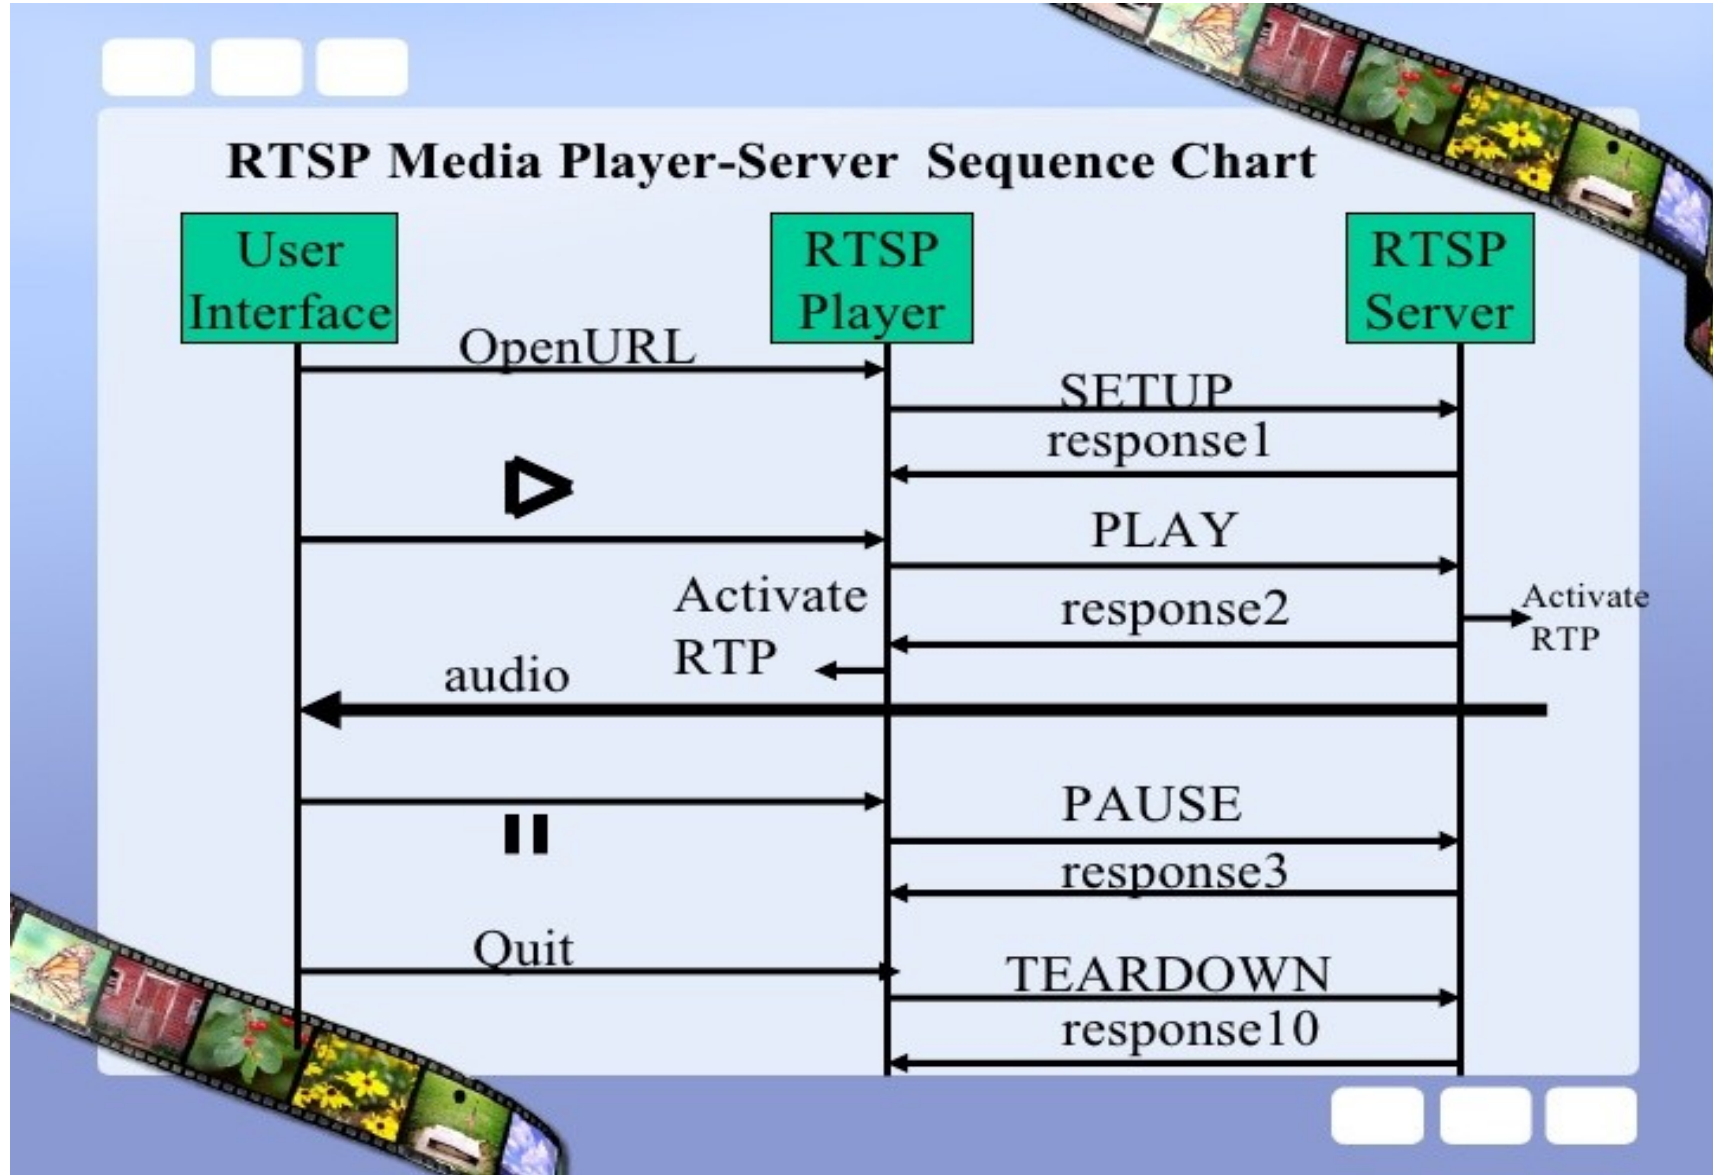 RTSP Media Player-Server Sequence Chart
User
Interface
RTSP
Player
RTSP
Server
OpenURL
SETUP
response1
PLAY
Activate
RTP
response2
Activate
RTP
audio
PAUSE
response3
Quit
TEARDOWN
response10